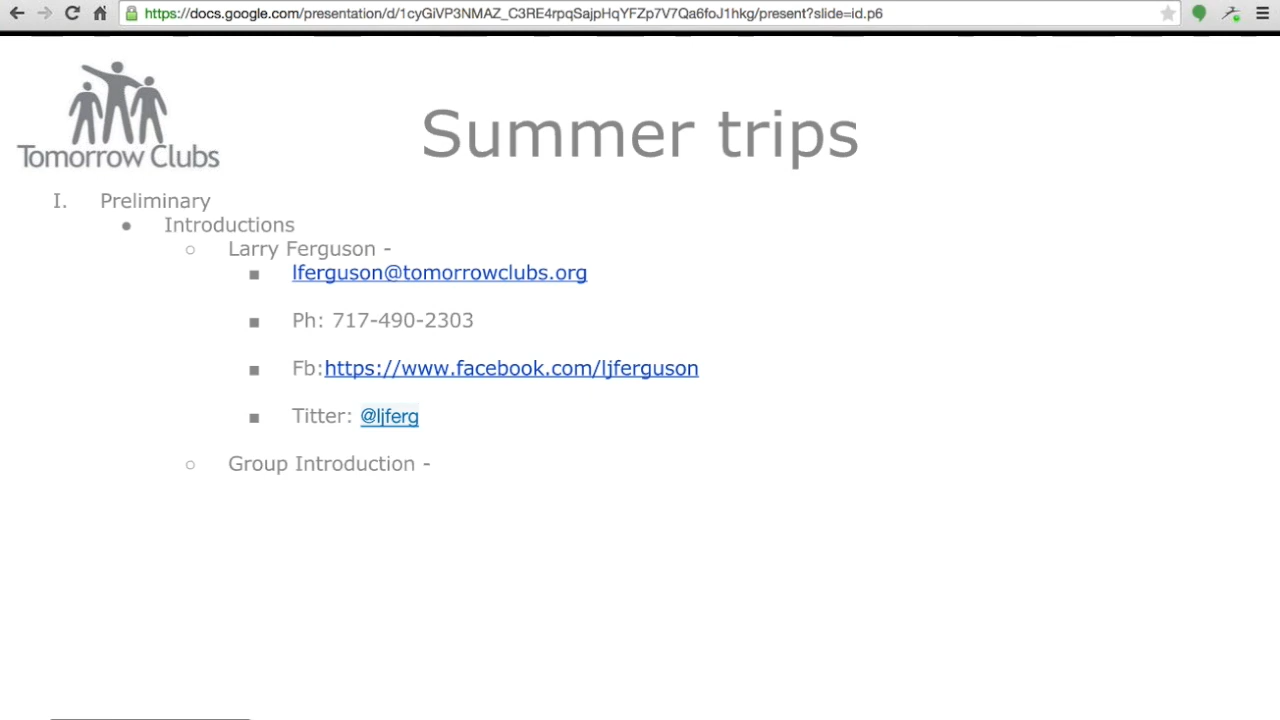 https://docs.google.com/presentation/d/1cyGiVP3NMAZ_C3RE4rpqSajpHqYFZp7V7Qa6foJ1hkg/present?slide=id.p6
Tomorrow Clubs
Summer trips
I. Preliminary
● Introductions
○ Larry Ferguson -
■ lferguson@tomorrowclubs.org
■ Ph: 717-490-2303
■ Fb:https://www.facebook.com/ljferguson
■ Titter: @ljferg
○ Group Introduction -